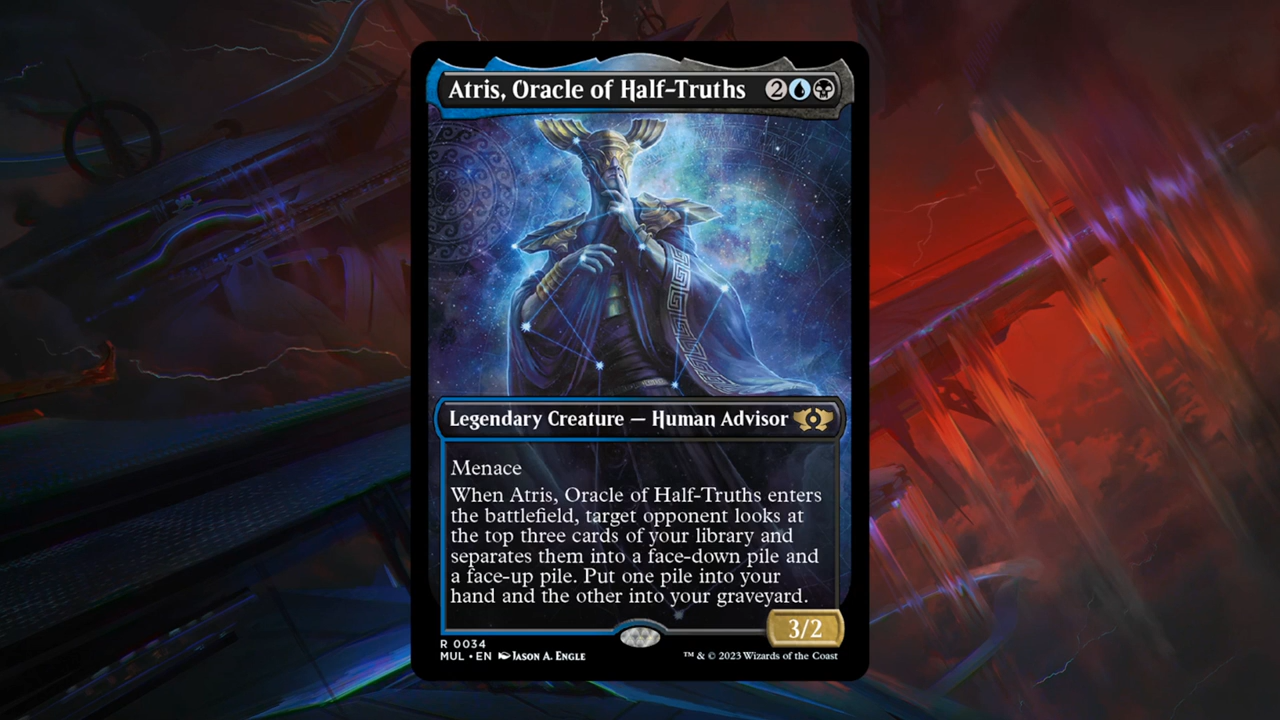 Atris, Oracle of Half-Truths 2
Legendary Creature — Human Advisor
Menace
When Atris, Oracle of Half-Truths enters
the battlefield, target opponent looks at
the top three cards of your library and
separates them into a face-down pile and
a face-up pile. Put one pile into your
hand and the other into your graveyard.
3/2
R 0034
MUL • EN Jason A. Engle
™ & © 2023 Wizards of the Coast